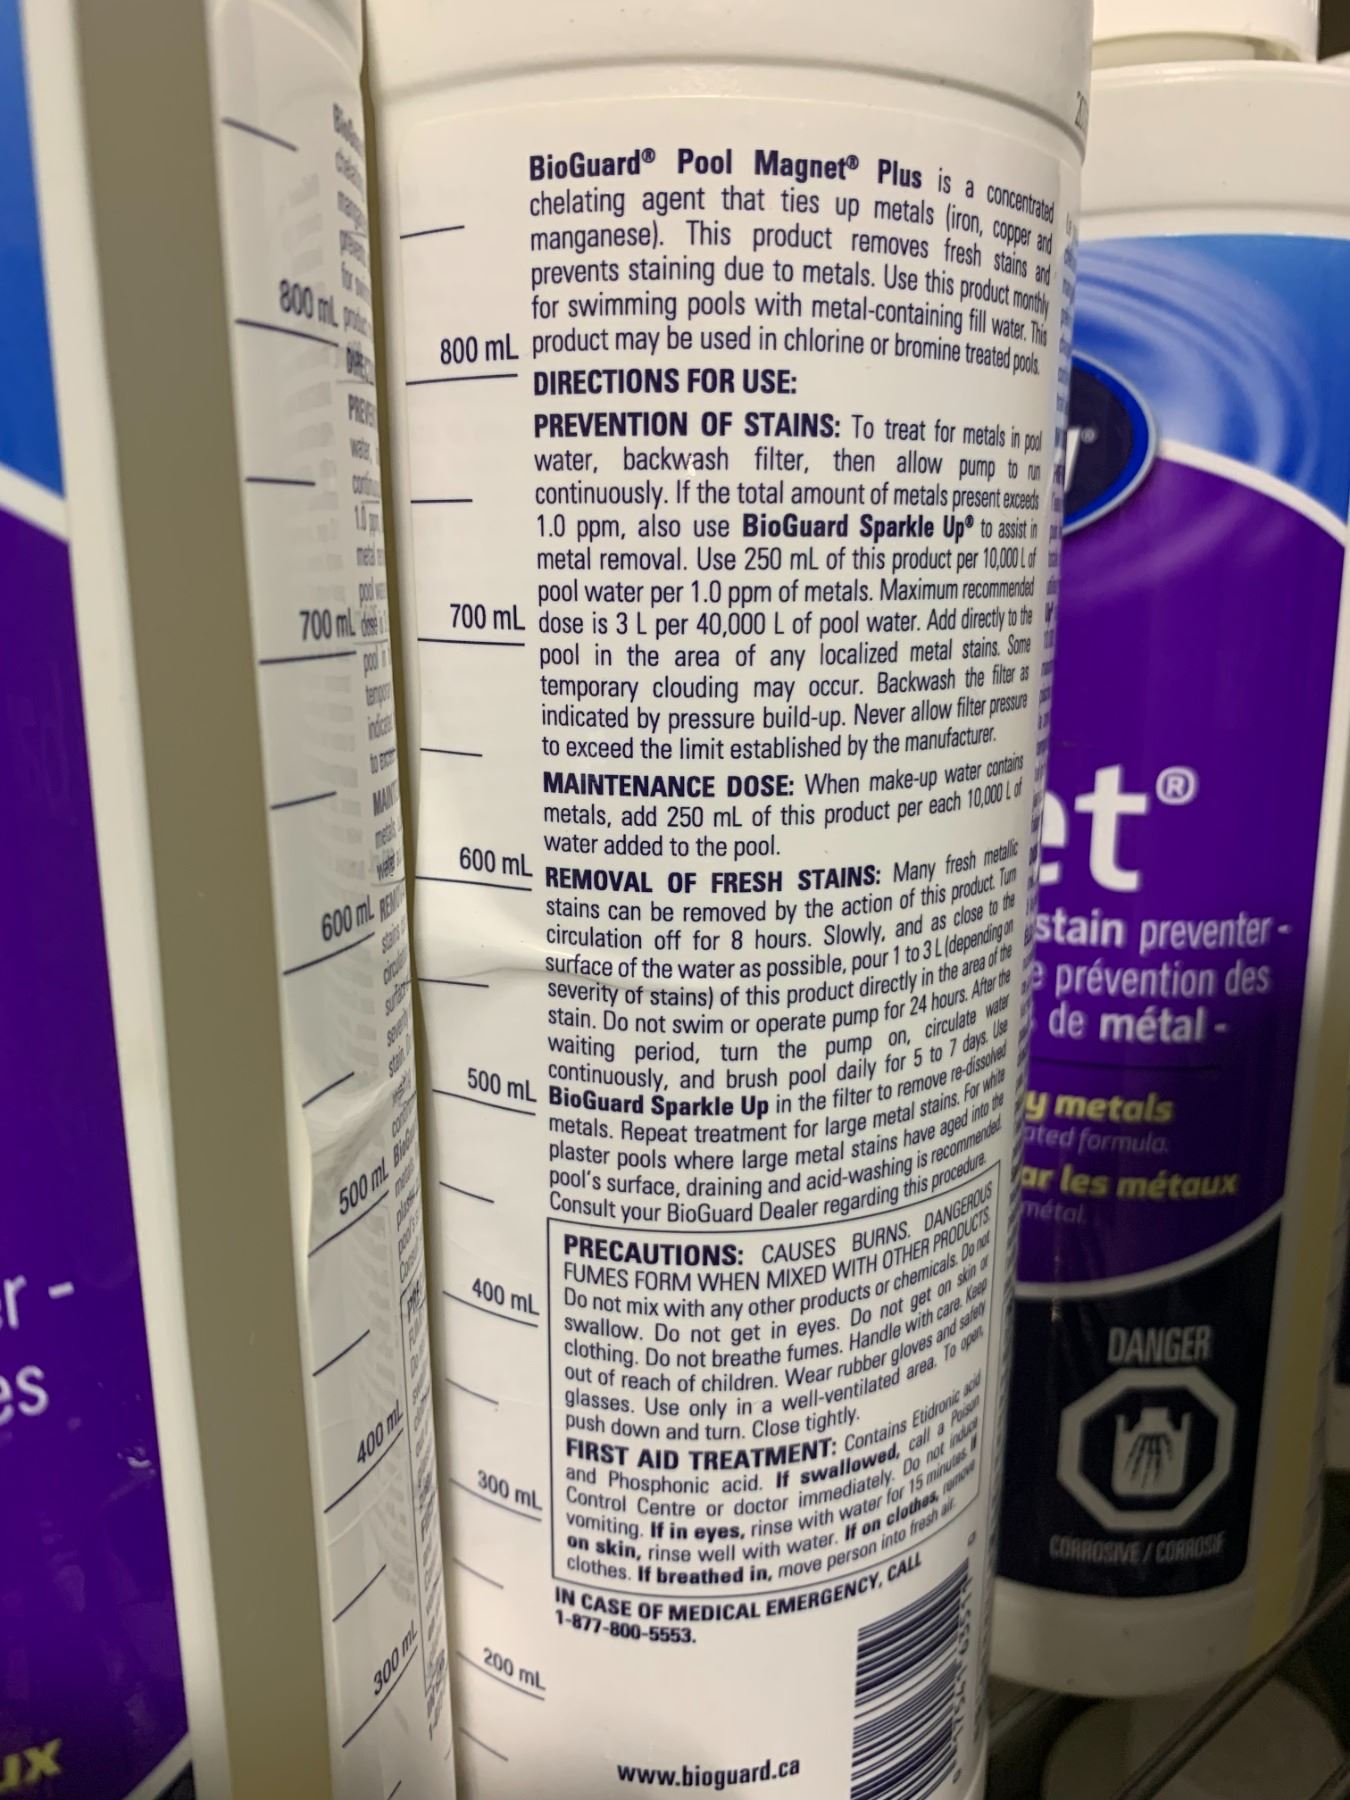 BioGuard® Pool Magnet® Plus is a concentrated
chelating agent that ties up metals (iron, copper and
manganese). This product removes fresh stains and
prevents staining due to metals. Use this product monthly
for swimming pools with metal-containing fill water. This
product may be used in chlorine or bromine treated pools.
DIRECTIONS FOR USE:
PREVENTION OF STAINS: To treat for metals in pool
water, backwash filter, then allow pump to run
continuously. If the total amount of metals present exceeds
1.0 ppm, also use BioGuard Sparkle Up® to assist in
metal removal. Use 250 mL of this product per 10,000 L of
pool water per 1.0 ppm of metals. Maximum recommended
dose is 3 L per 40,000 L of pool water. Add directly to the
pool in the area of any localized metal stains. Some
temporary clouding may occur. Backwash the filter as
indicated by pressure build-up. Never allow filter pressure
to exceed the limit established by the manufacturer.
MAINTENANCE DOSE: When make-up water contains
metals, add 250 mL of this product per each 10,000 L of
water added to the pool.
REMOVAL OF FRESH STAINS: Many fresh metallic
stains can be removed by the action of this product. Turn
circulation off for 8 hours. Slowly, and as close to the
surface of the water as possible, pour 1 to 3 L (depending on
severity of stains) of this product directly in the area of the
stain. Do not swim or operate pump for 24 hours. After the
waiting period, turn the pump on, circulate water
continuously, and brush pool daily for 5 to 7 days. Use
BioGuard Sparkle Up in the filter to remove re-dissolved
metals. Repeat treatment for large metal stains. For white
plaster pools where large metal stains have aged into the
pool's surface, draining and acid-washing is recommended.
Consult your BioGuard Dealer regarding this procedure.
PRECAUTIONS: CAUSES BURNS. DANGEROUS
FUMES FORM WHEN MIXED WITH OTHER PRODUCTS.
Do not mix with any other products or chemicals. Do not
swallow. Do not get in eyes. Do not get on skin or
clothing. Do not breathe fumes. Handle with care. Keep
out of reach of children. Wear rubber gloves and safety
glasses. Use only in a well-ventilated area. To open,
push down and turn. Close tightly.
FIRST AID TREATMENT: Contains Etidronic acid
and Phosphonic acid. If swallowed, call a Poison
Control Centre or doctor immediately. Do not induce
vomiting. If in eyes, rinse with water for 15 minutes. If
on skin, rinse well with water. If on clothes, remove
clothes. If breathed in, move person into fresh air.
IN CASE OF MEDICAL EMERGENCY, CALL
1-877-800-5553.
www.bioguard.ca
800 mL
700 mL
600 mL
500 mL
400 mL
300 mL
200 mL
800 mL
700 mL
600 mL
500 mL
400 mL
300 mL
et®
stain preventer -
prévention des
de métal -
y metals
ated formula.
ar les métaux
métal.
DANGER
CORROSIVE / CORROSIF
r -
es
ux